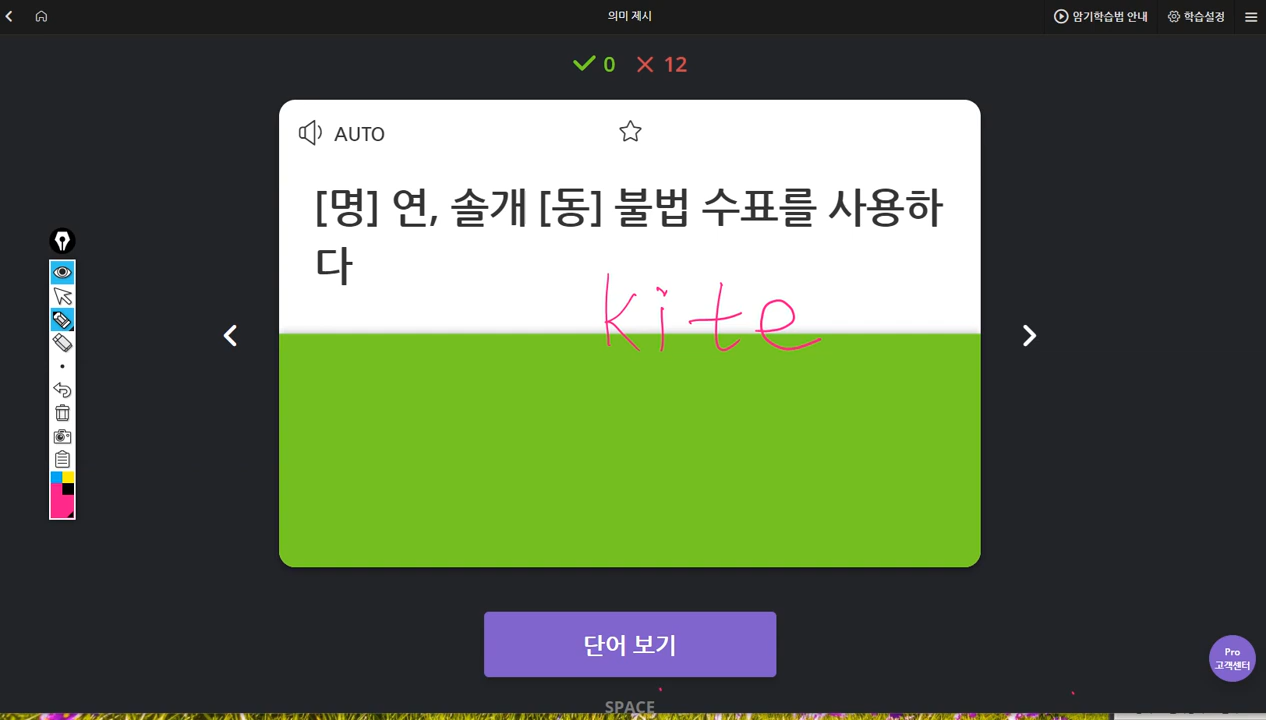 의미 제시
암기학습법 안내
학습설정
0
12
AUTO
[명] 연, 솔개 [동] 불법 수표를 사용하
다
kite
단어 보기
Pro
고객센터
SPACE